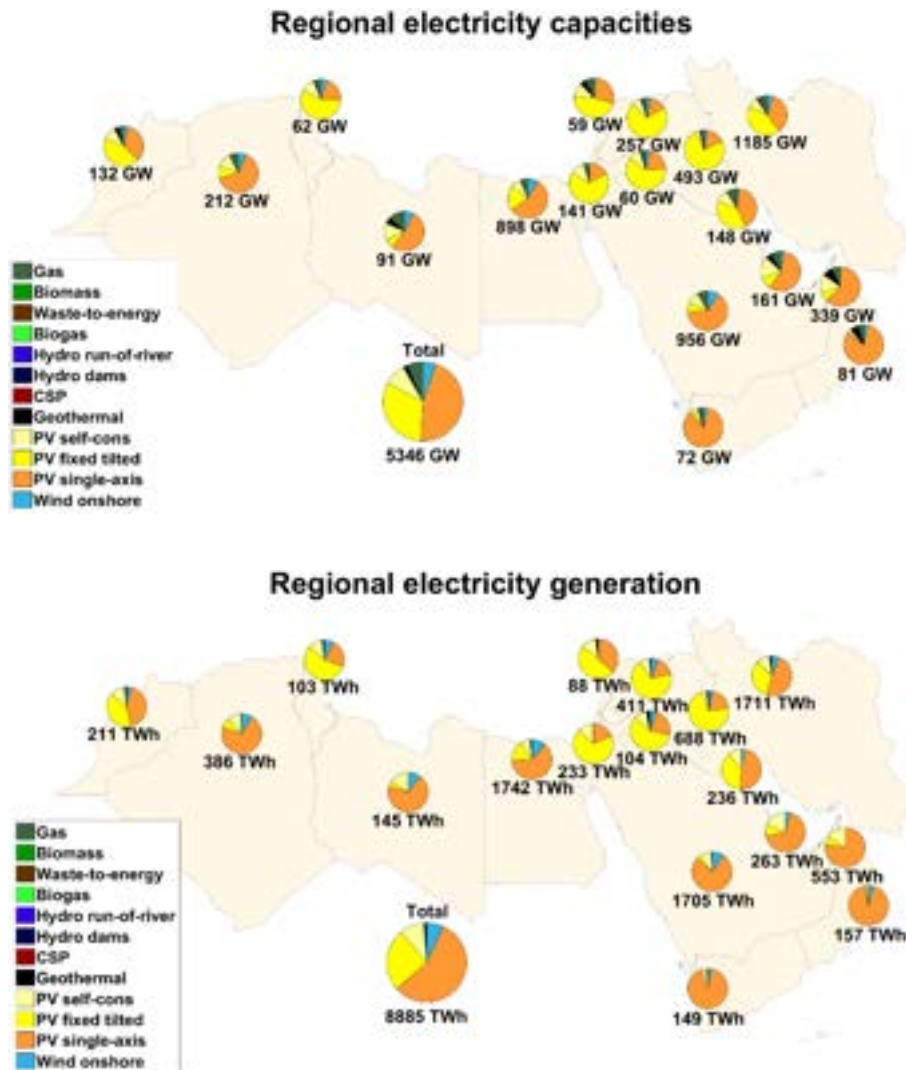 Regional electricity capacities
62 GW
59 GW
257 GW
1185 GW
132 GW
212 GW
493 GW
60 GW
141 GW
898 GW
91 GW
148 GW
161 GW
339 GW
956 GW
81 GW
72 GW
Gas
Biomass
Waste-to-energy
Biogas
Hydro run-of-river
Hydro dams
CSP
Geothermal
PV self-cons
PV fixed tilted
PV single-axis
Wind onshore
Total
5346 GW
Regional electricity generation
103 TWh
88 TWh
411 TWh
1711 TWh
211 TWh
386 TWh
688 TWh
104 TWh
233 TWh
1742 TWh
145 TWh
236 TWh
263 TWh
553 TWh
1705 TWh
157 TWh
149 TWh
Gas
Biomass
Waste-to-energy
Biogas
Hydro run-of-river
Hydro dams
CSP
Geothermal
PV self-cons
PV fixed tilted
PV single-axis
Wind onshore
Total
8885 TWh